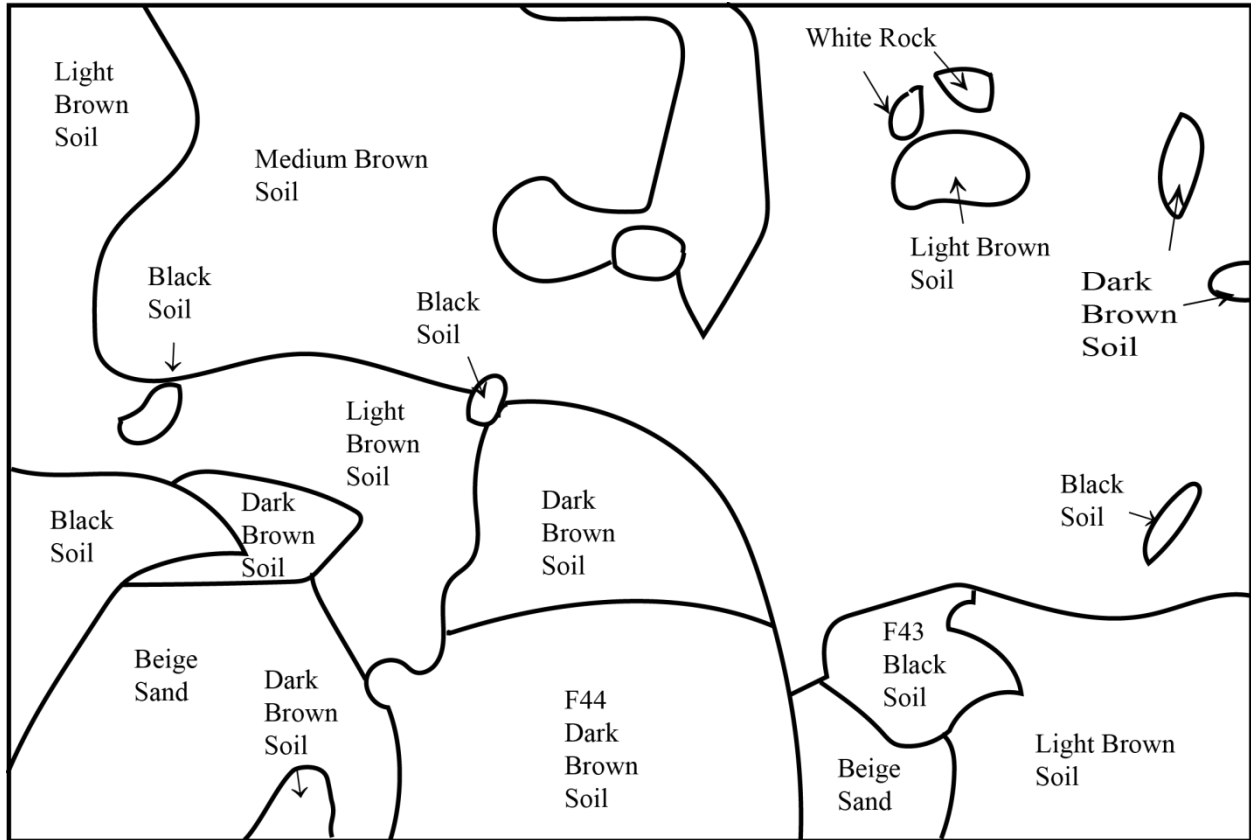 White Rock
Light
Brown
Soil
Medium Brown
Soil
Light Brown
Soil
Black
Soil
Black
Soil
Dark
Brown
Soil
Light
Brown
Soil
Black
Soil
Dark
Brown
Soil
Dark
Brown
Soil
Black
Soil
F43
Black
Soil
Beige
Sand
Dark
Brown
Soil
F44
Dark
Brown
Soil
Light Brown
Soil
Beige
Sand